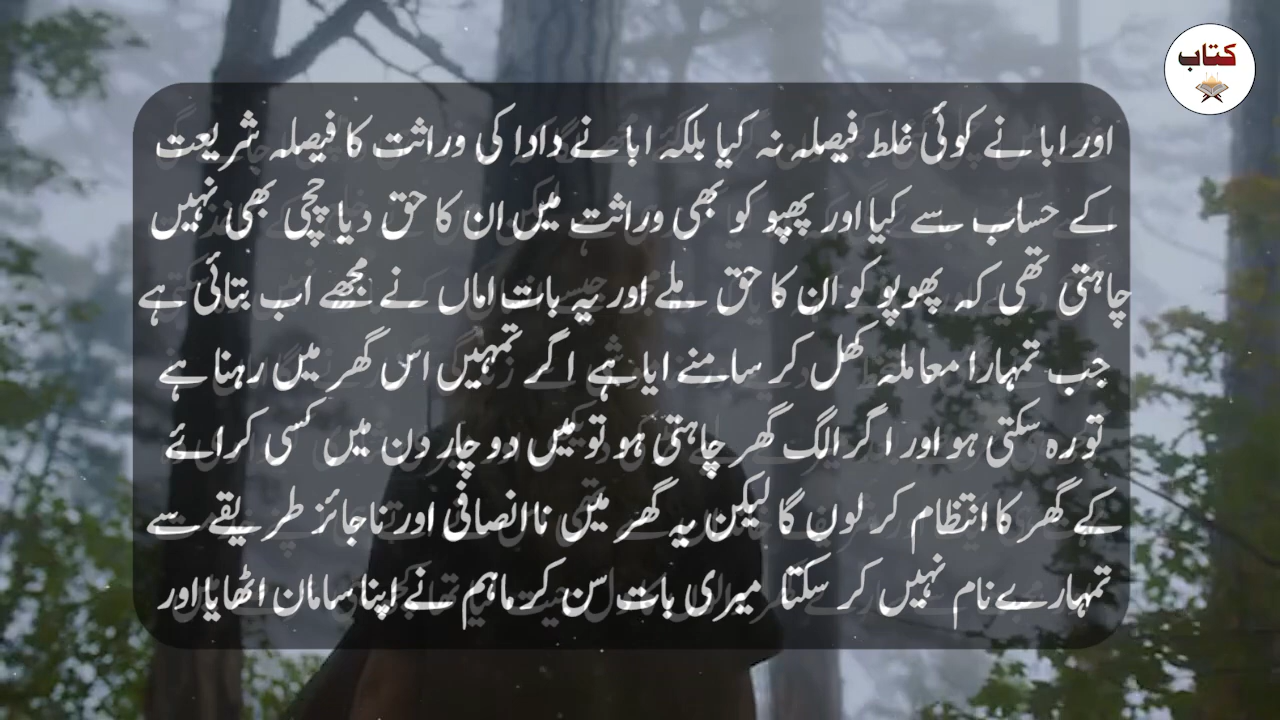 کتاب
اور ابا نے کوئی غلط فیصلہ نہ کیا بلکہ ابا نے دادا کی وراثت کا فیصلہ شریعت
کے حساب سے کیا اور پھپو کو بھی وراثت میں ان کا حق دیا چچی بھی نہیں
چاہتی تھی کہ پھوپو کو ان کا حق ملے اور یہ بات اماں نے مجھے اب بتائی ہے
جب تمہارا معاملہ کھل کر سامنے ایا ہے اگر تمہیں اس گھر میں رہنا ہے
تو رہ سکتی ہو اور اگر الگ گھر چاہتی ہو تو میں دو چار دن میں کسی کرائے
کے گھر کا انتظام کر لوں گا لیکن یہ گھر میں ناانصافی اور ناجائز طریقے سے
تمہارے نام نہیں کر سکتا میری بات سن کر ماہم نے اپنا سامان اٹھایا اور